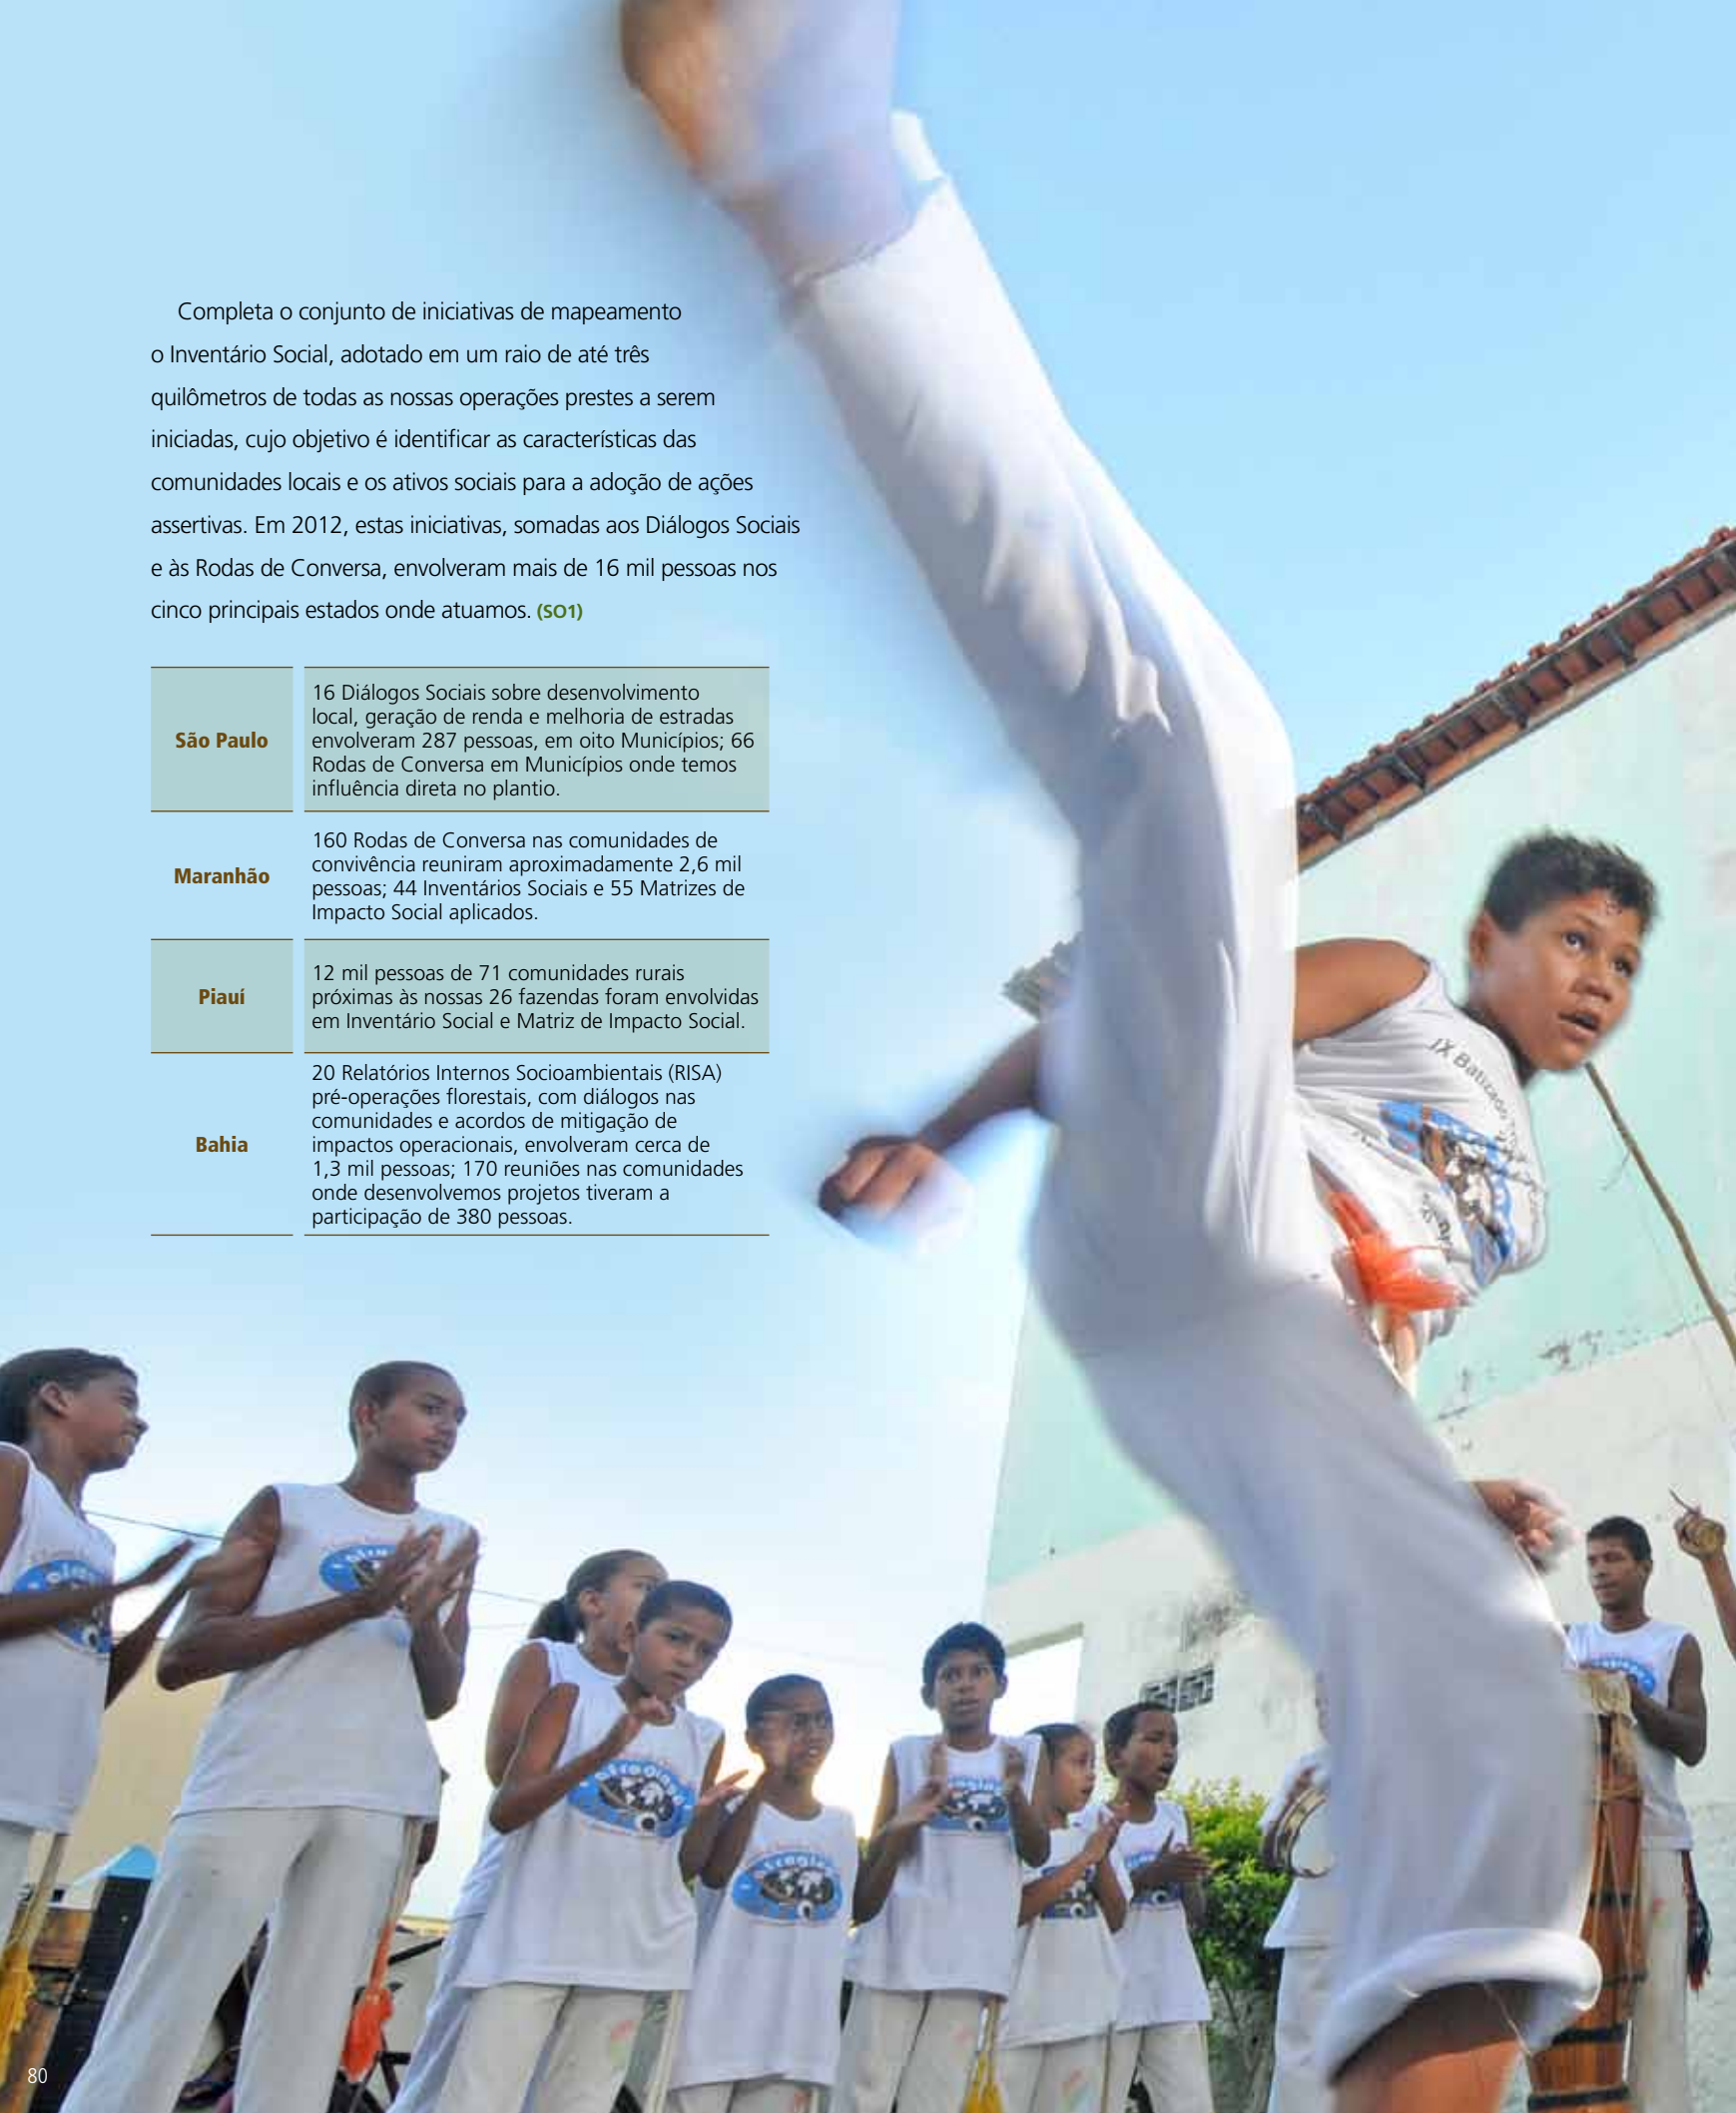 Completa o conjunto de iniciativas de mapeamento
o Inventário Social, adotado em um raio de até três
quilômetros de todas as nossas operações prestes a serem
iniciadas, cujo objetivo é identificar as características das
comunidades locais e os ativos sociais para a adoção de ações
assertivas. Em 2012, estas iniciativas, somadas aos Diálogos Sociais
e às Rodas de Conversa, envolveram mais de 16 mil pessoas nos
cinco principais estados onde atuamos. (SO1)
São Paulo
16 Diálogos Sociais sobre desenvolvimento
local, geração de renda e melhoria de estradas
envolveram 287 pessoas, em oito Municípios; 66
Rodas de Conversa em Municípios onde temos
influência direta no plantio.
Maranhão
160 Rodas de Conversa nas comunidades de
convivência reuniram aproximadamente 2,6 mil
pessoas; 44 Inventários Sociais e 55 Matrizes de
Impacto Social aplicados.
Piauí
12 mil pessoas de 71 comunidades rurais
próximas às nossas 26 fazendas foram envolvidas
em Inventário Social e Matriz de Impacto Social.
Bahia
20 Relatórios Internos Socioambientais (RISA)
pré-operações florestais, com diálogos nas
comunidades e acordos de mitigação de
impactos operacionais, envolveram cerca de
1,3 mil pessoas; 170 reuniões nas comunidades
onde desenvolvemos projetos tiveram a
participação de 380 pessoas.
IX Batizado
80